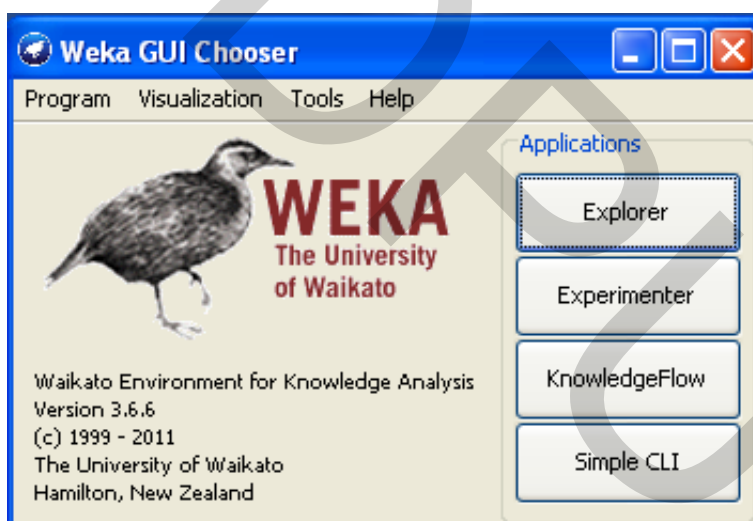 Weka GUI Chooser
Program Visualization Tools Help
WEKA
The University
of Waikato
Waikato Environment for Knowledge Analysis
Version 3.6.6
(c) 1999 - 2011
The University of Waikato
Hamilton, New Zealand
Applications
Explorer
Experimenter
KnowledgeFlow
Simple CLI